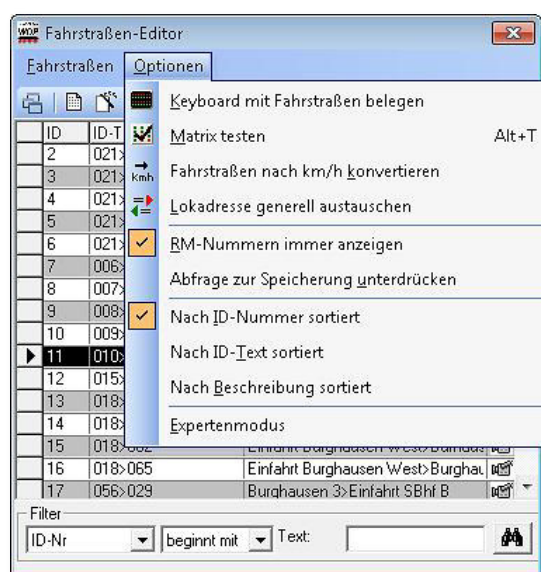 Fahrstraßen-Editor
Fahrstraßen Optionen
Keyboard mit Fahrstraßen belegen
Matrix testen Alt+T
kmh Fahrstraßen nach km/h konvertieren
Lokadresse generell austauschen
RM-Nummern immer anzeigen
Abfrage zur Speicherung unterdrücken
Nach ID-Nummer sortiert
Nach ID-Text sortiert
Nach Beschreibung sortiert
Expertenmodus
ID ID-T
2 021>
3 021>
4 021>
5 021>
6 021>
7 006>
8 007>
9 008>
10 009>
11 010>
12 015>
13 018>
14 018>
15 018>062 Einfahrt Burghausen West>
16 018>065 Einfahrt Burghausen West>Burghau
17 056>029 Burghausen 3>Einfahrt SBhf B
Filter
ID-Nr beginnt mit Text: